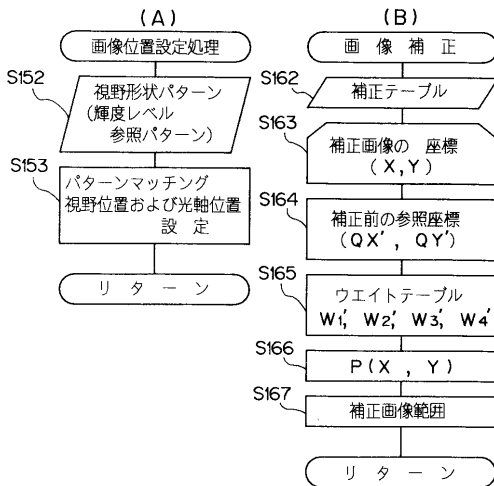 (A)
画像位置設定処理
S152
視野形状パターン
(輝度レベル
参照パターン)
S153
パターンマッチング
視野位置および光軸位置
設定
リターン
(B)
画像補正
S162
補正テーブル
S163
補正画像の 座標
(X,Y)
S164
補正前の参照座標
(QX', QY')
S165
ウエイトテーブル
W1', W2', W3', W4'
S166
P(X , Y)
S167
補正画像範囲
リターン